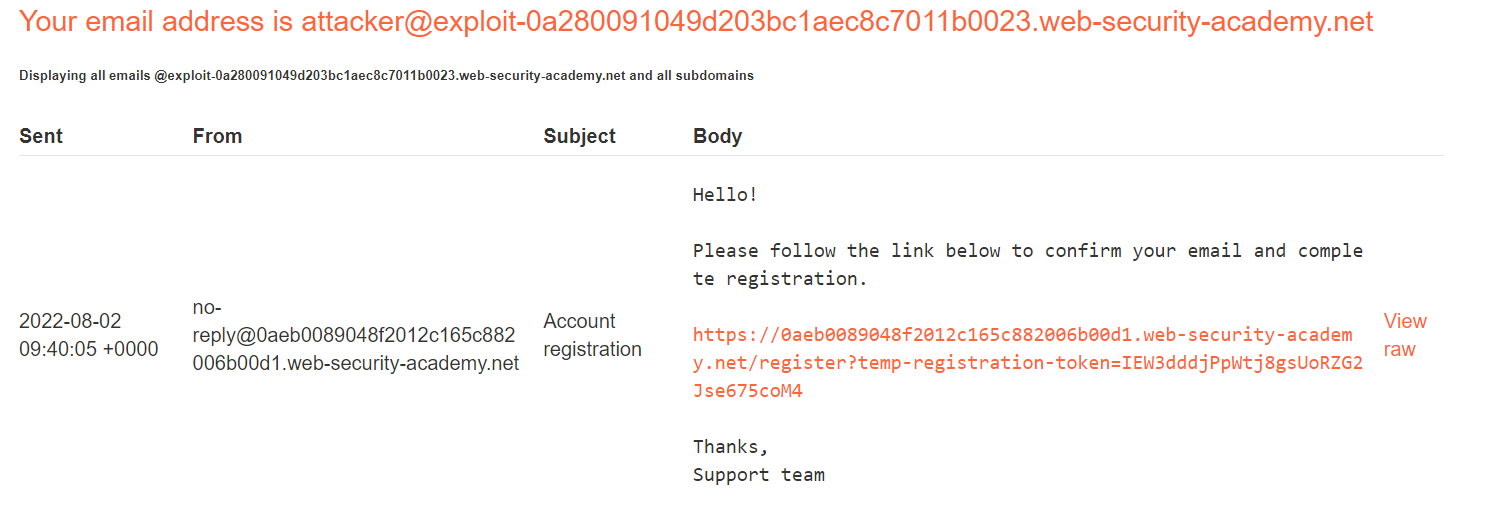 Your email address is attacker@exploit-0a280091049d203bc1aec8c7011b0023.web-security-academy.net
Displaying all emails @exploit-0a280091049d203bc1aec8c7011b0023.web-security-academy.net and all subdomains
Sent From Subject Body
2022-08-02
09:40:05 +0000
no-
reply@0aeb0089048f2012c165c882
006b00d1.web-security-academy.net
Account
registration
Hello!
Please follow the link below to confirm your email and comple
te registration.
https://0aeb0089048f2012c165c882006b00d1.web-security-academ
y.net/register?temp-registration-token=IEW3dddjPpWtj8gsUoRZG2
Jse675coM4
Thanks,
Support team
View
raw